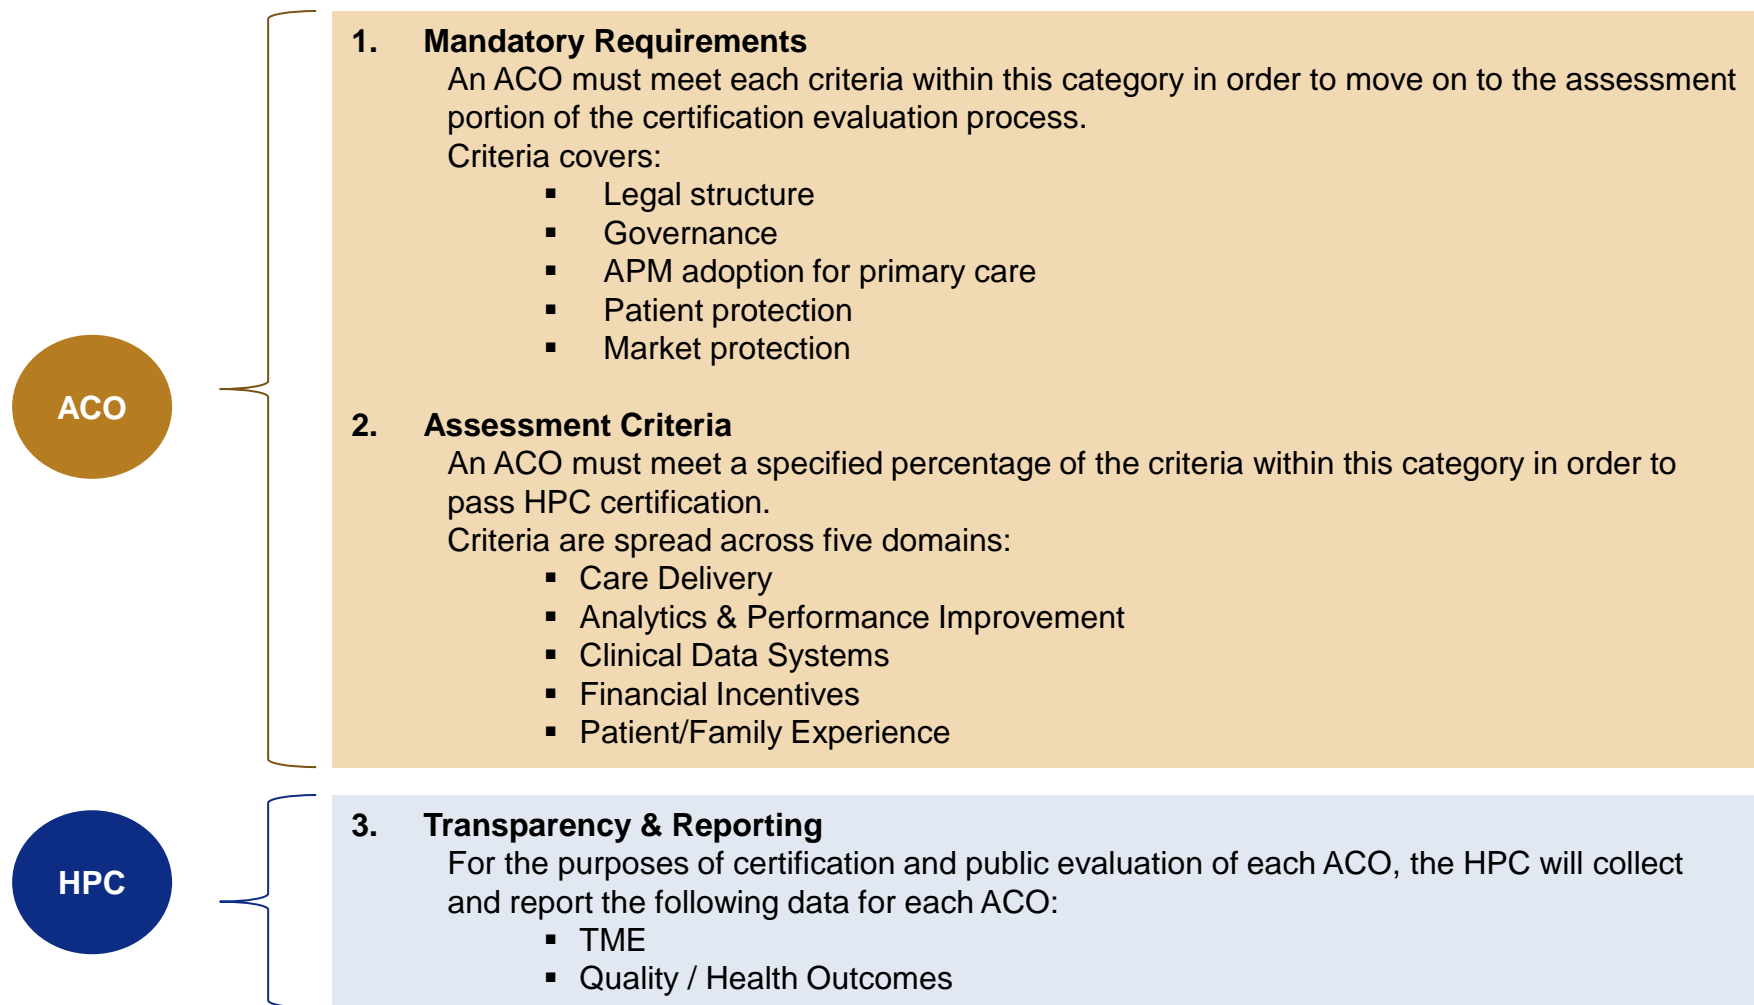 1. Mandatory Requirements
An ACO must meet each criteria within this category in order to move on to the assessment
portion of the certification evaluation process.
Criteria covers:
▪ Legal structure
▪ Governance
▪ APM adoption for primary care
▪ Patient protection
▪ Market protection
ACO
2. Assessment Criteria
An ACO must meet a specified percentage of the criteria within this category in order to
pass HPC certification.
Criteria are spread across five domains:
▪ Care Delivery
▪ Analytics & Performance Improvement
▪ Clinical Data Systems
▪ Financial Incentives
▪ Patient/Family Experience
HPC
3. Transparency & Reporting
For the purposes of certification and public evaluation of each ACO, the HPC will collect
and report the following data for each ACO:
▪ TME
▪ Quality / Health Outcomes